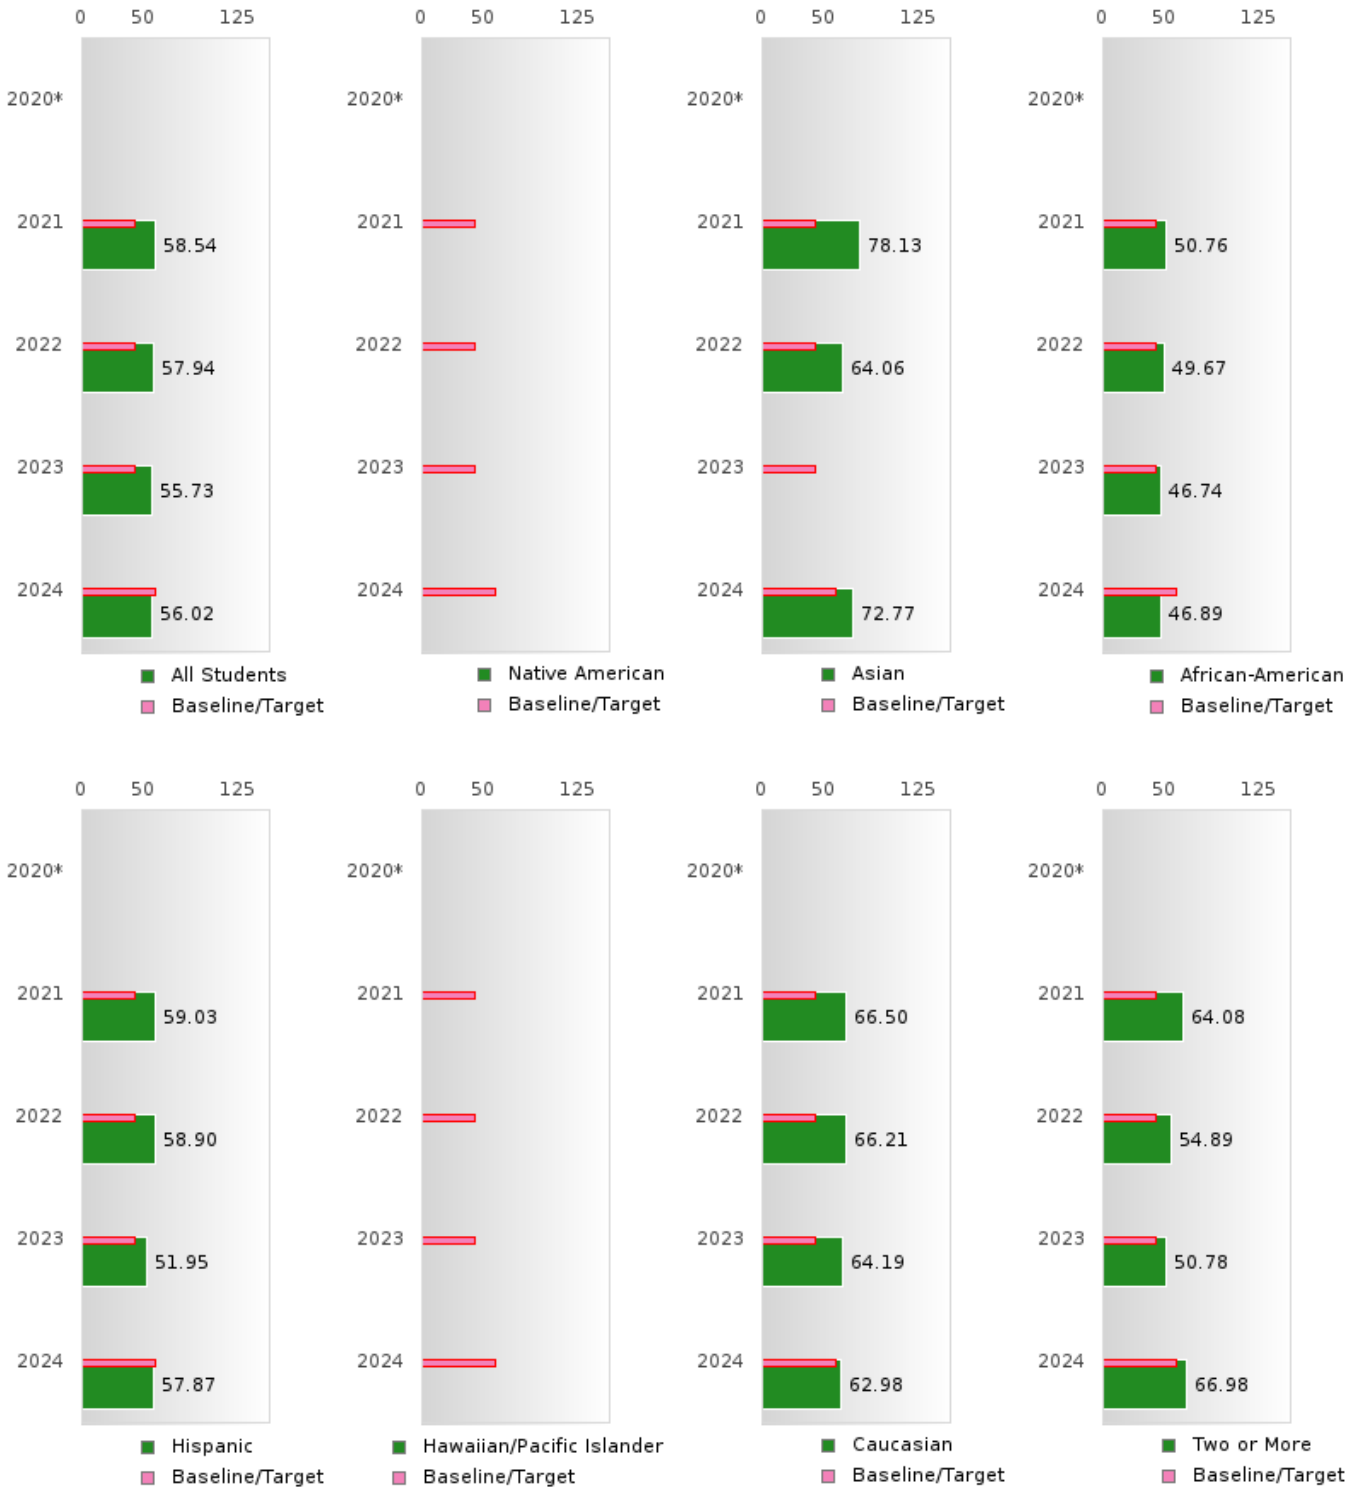 0 50 125 0 50 125 0 50 125 0 50 125
2020* 2020* 2020* 2020*
2021 2021 2021 2021
58.54 78.13 50.76
2022 2022 2022 2022
57.94 64.06 49.67
2023 2023 2023 2023
55.73 46.74
2024 2024 2024 2024
56.02 72.77 46.89
All Students Native American Asian African-American
Baseline/Target Baseline/Target Baseline/Target Baseline/Target
0 50 125 0 50 125 0 50 125 0 50 125
2020* 2020* 2020* 2020*
2021 2021 2021 2021
59.03 66.50 64.08
2022 2022 2022 2022
58.90 66.21 54.89
2023 2023 2023 2023
51.95 64.19 50.78
2024 2024 2024 2024
57.87 62.98 66.98
Hispanic Hawaiian/Pacific Islander Caucasian Two or More
Baseline/Target Baseline/Target Baseline/Target Baseline/Target